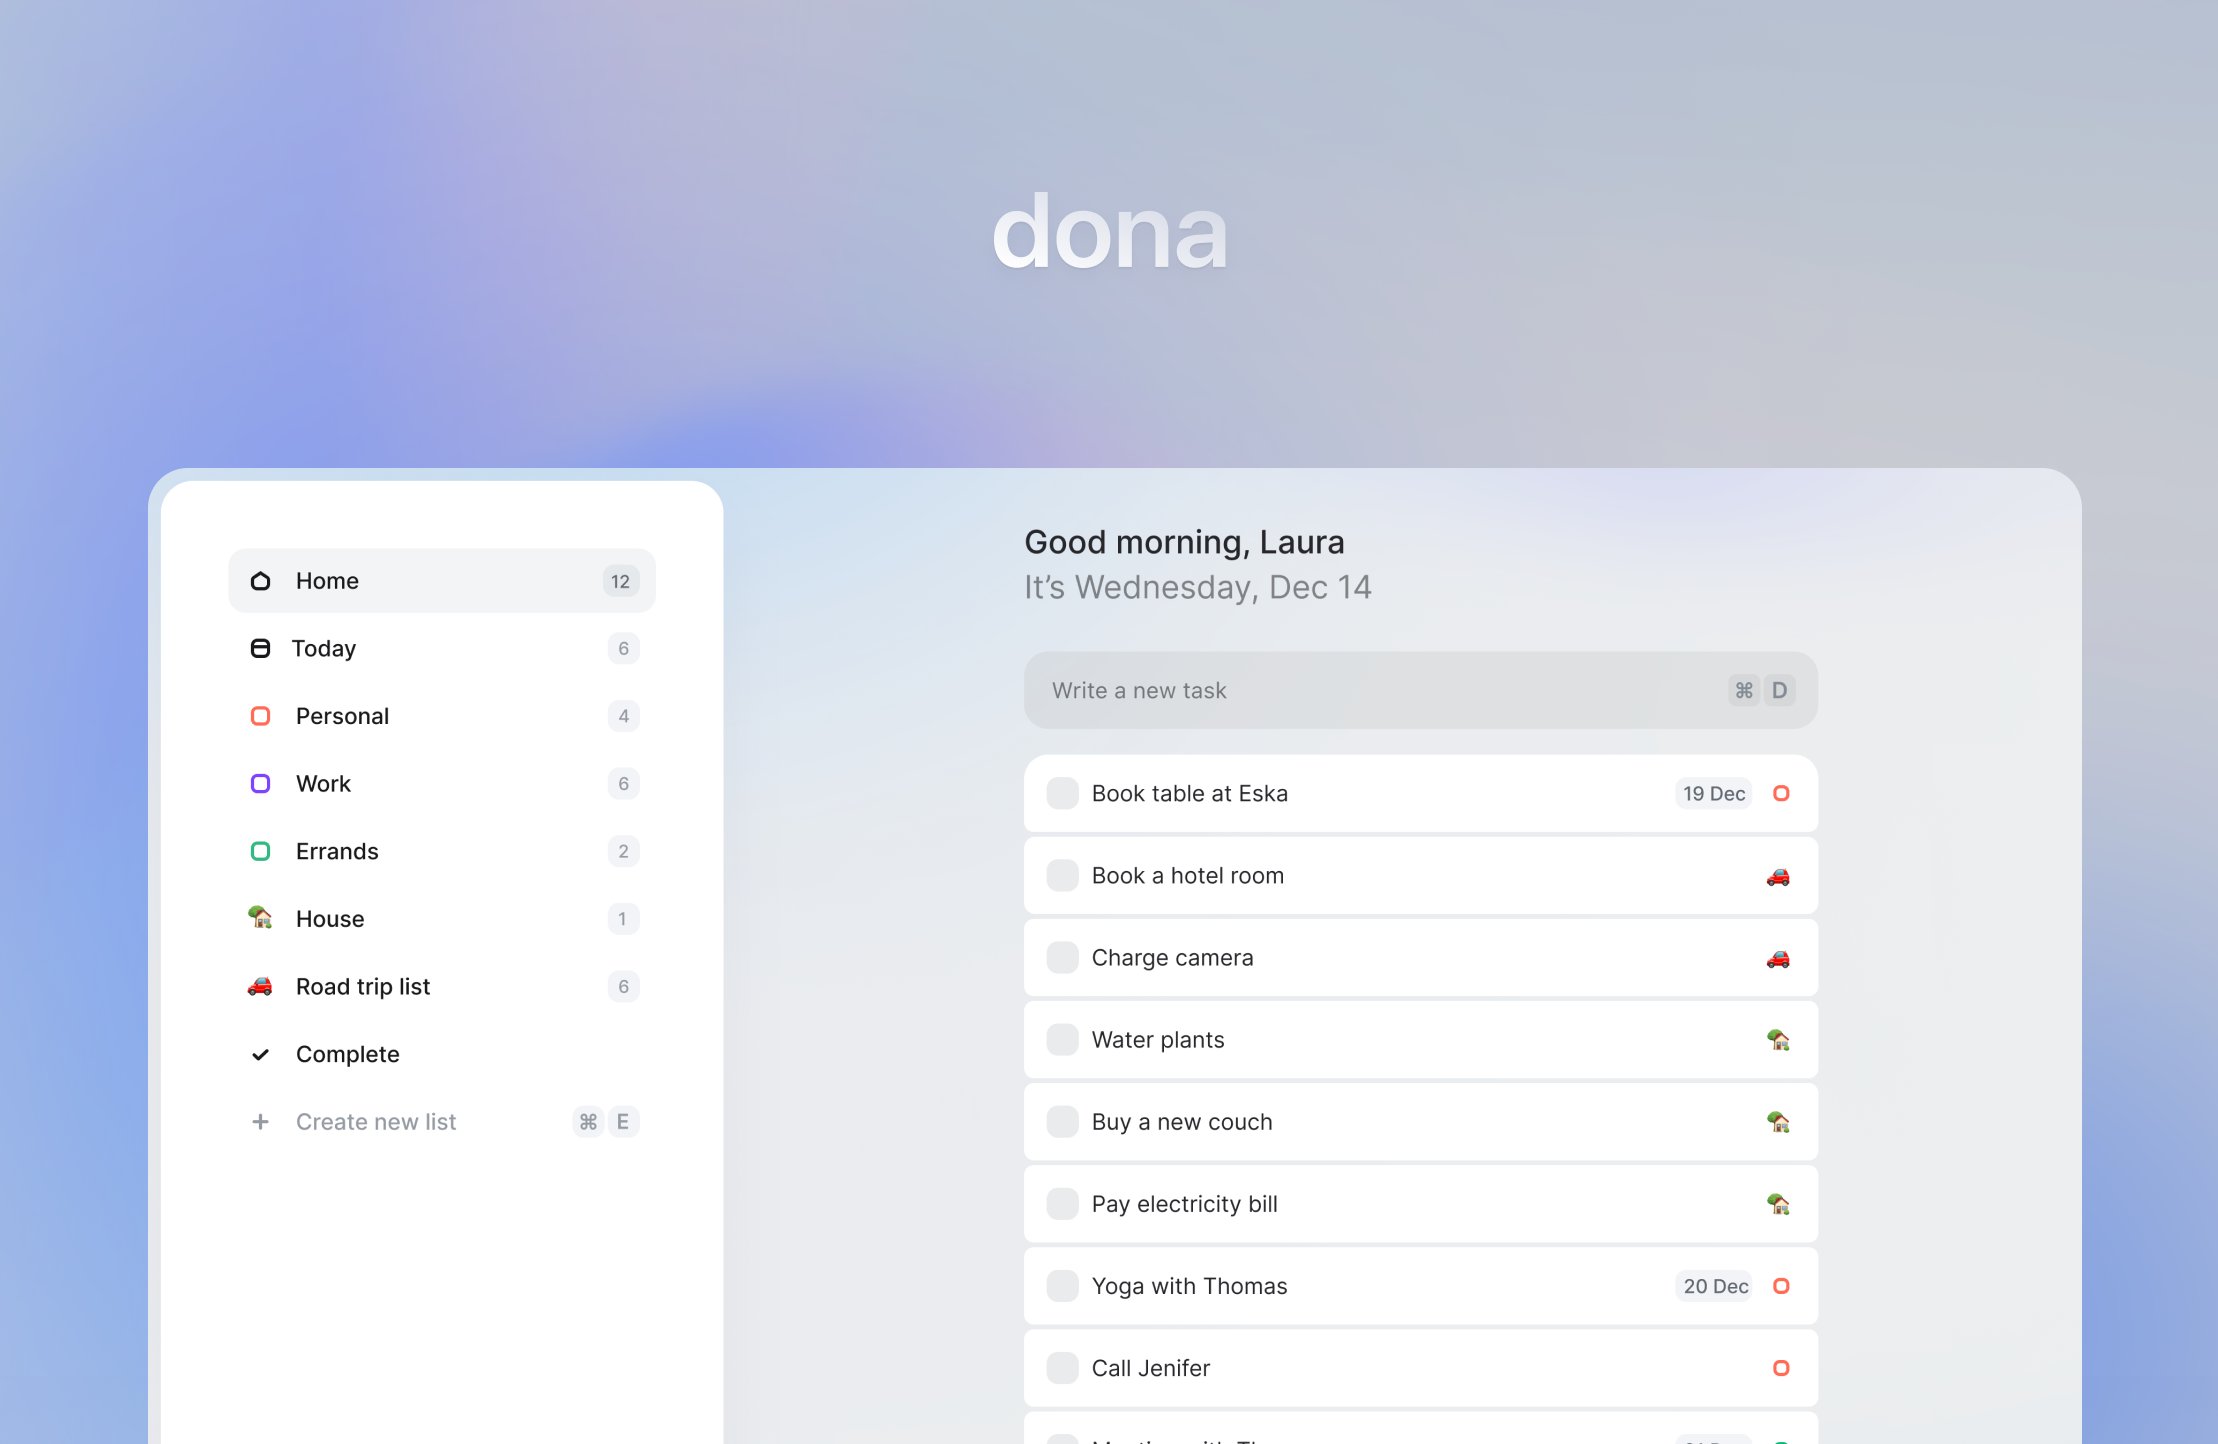 dona
Home 12
Today 6
Personal 4
Work 6
Errands 2
House 1
Road trip list 6
Complete
Create new list ⌘ E
Good morning, Laura
It’s Wednesday, Dec 14
Write a new task ⌘ D
Book table at Eska 19 Dec
Book a hotel room
Charge camera
Water plants
Buy a new couch
Pay electricity bill
Yoga with Thomas 20 Dec
Call Jenifer